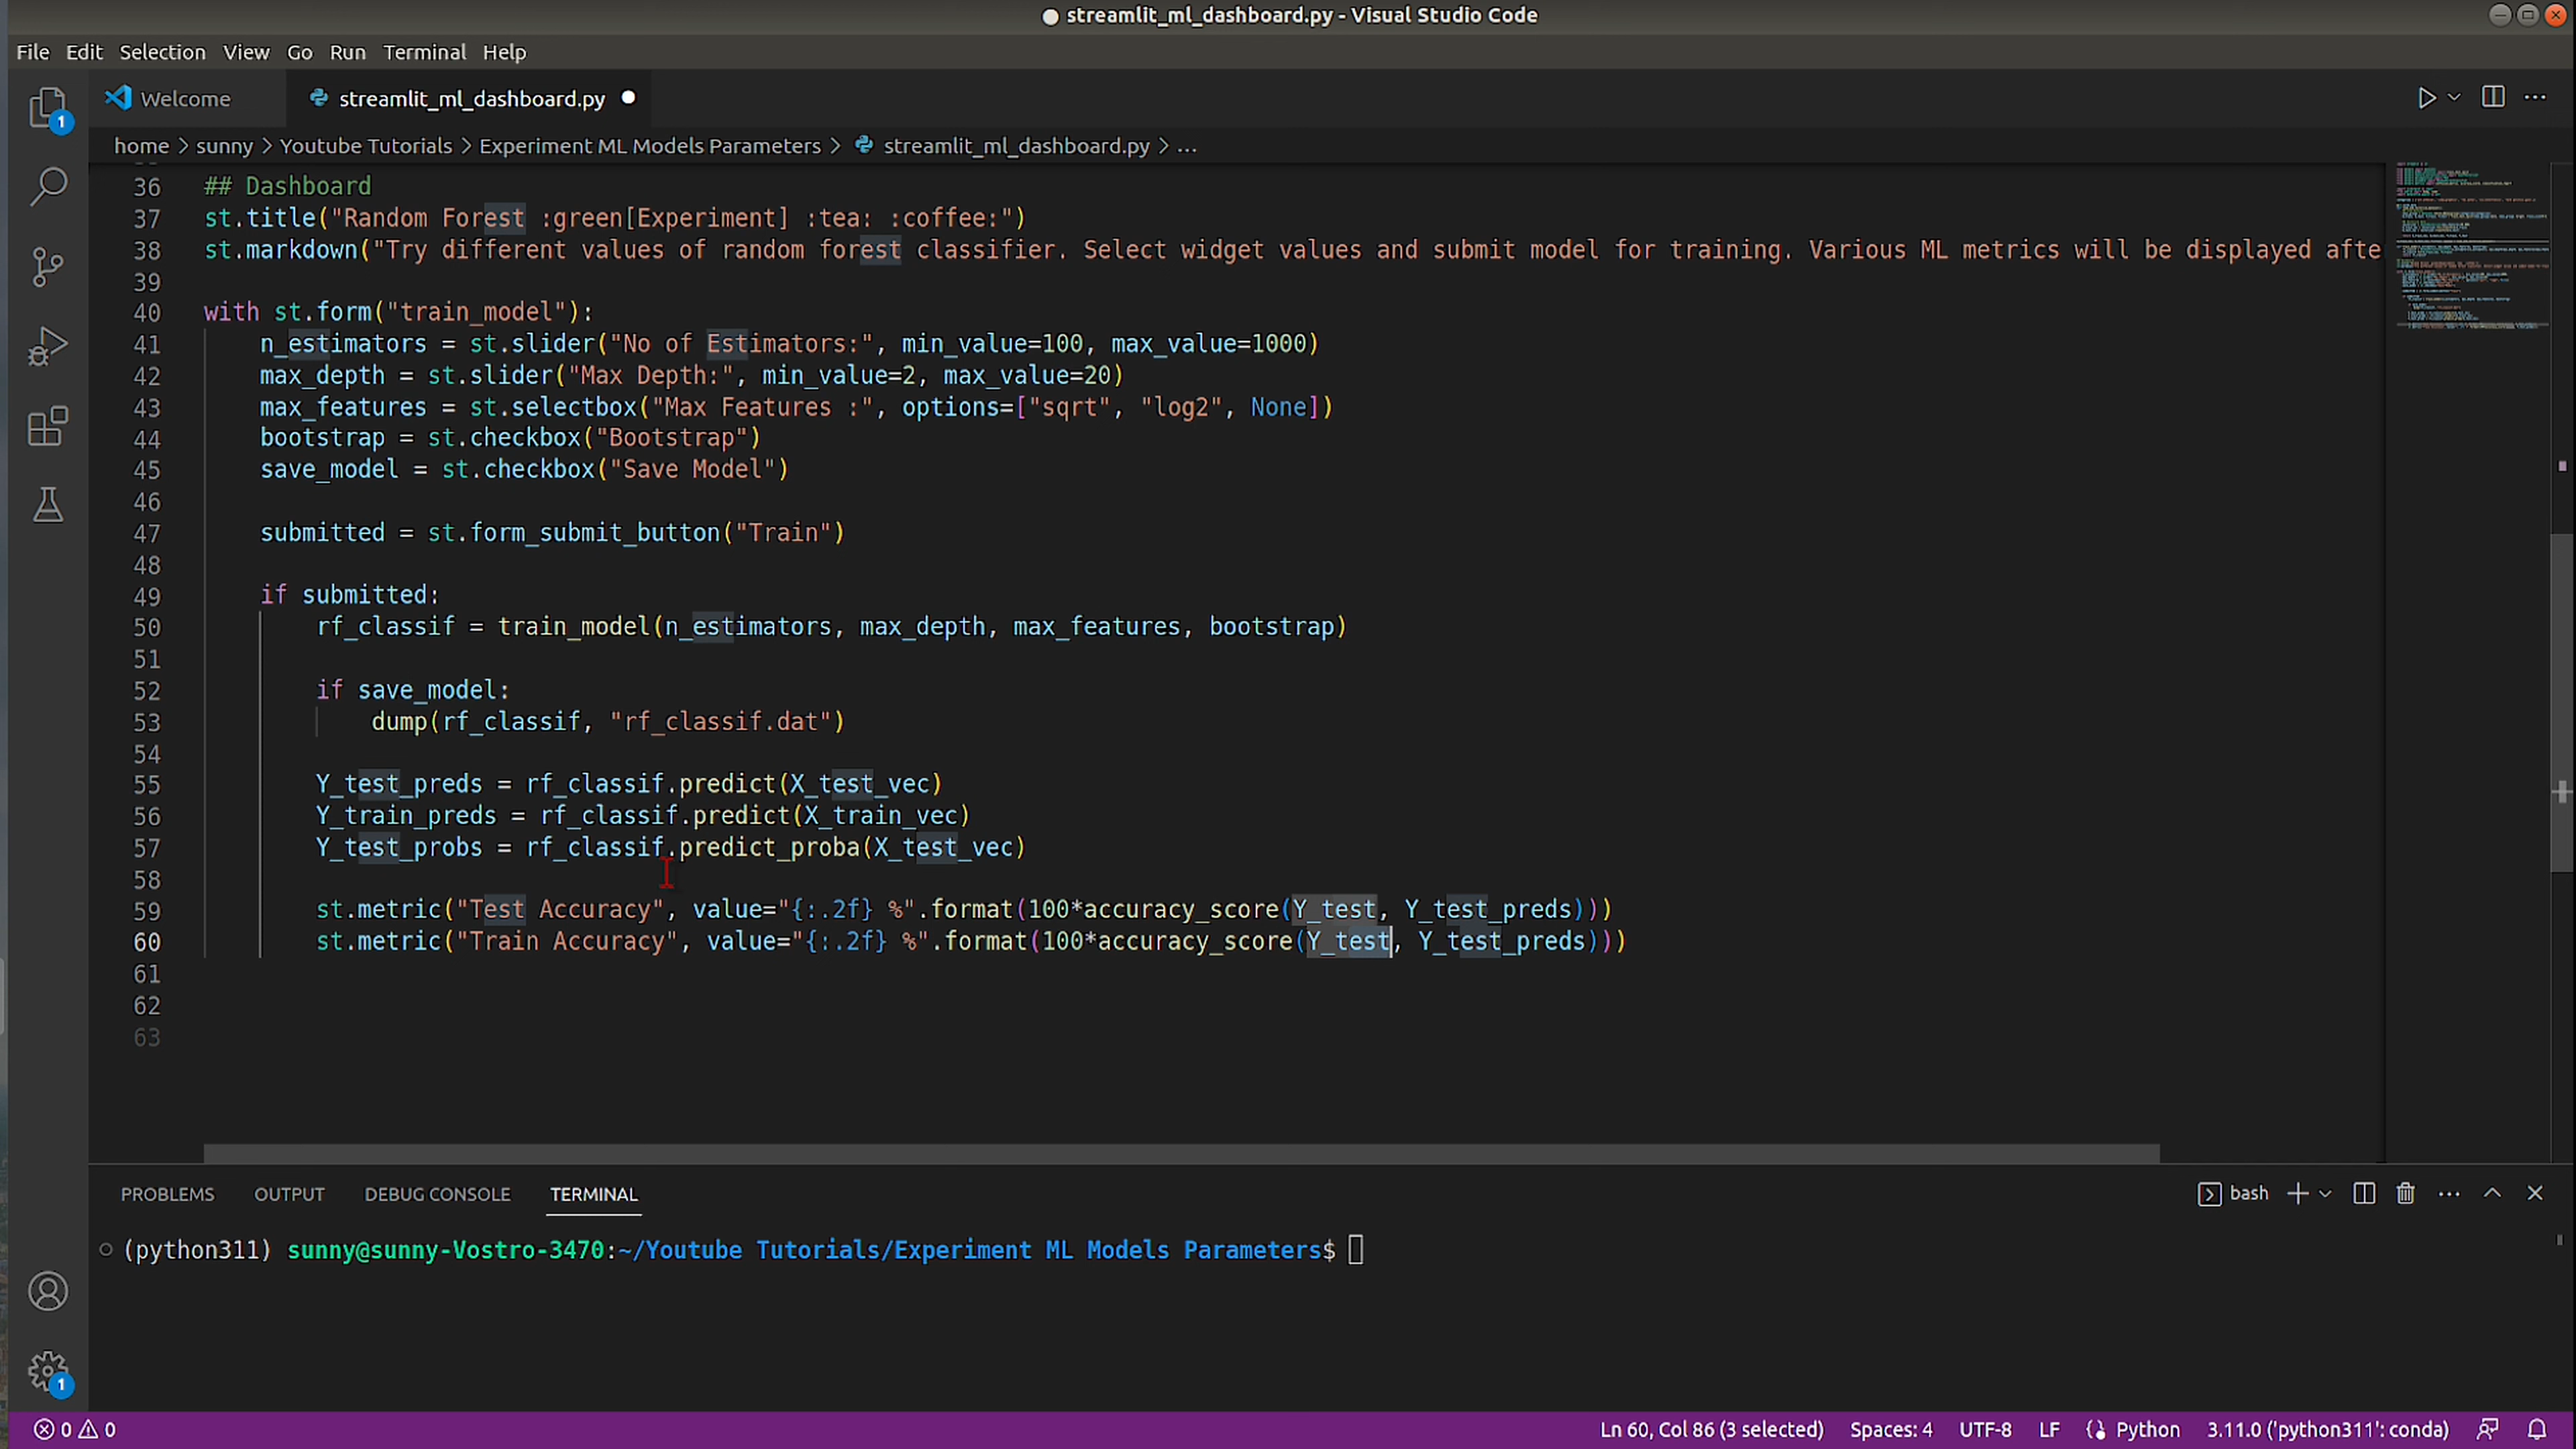 streamlit_ml_dashboard.py - Visual Studio Code
File Edit Selection View Go Run Terminal Help
1
Welcome
streamlit_ml_dashboard.py
home > sunny > Youtube Tutorials > Experiment ML Models Parameters > streamlit_ml_dashboard.py > ...
36 ## Dashboard
37 st.title("Random Forest :green[Experiment] :tea: :coffee:")
38 st.markdown("Try different values of random forest classifier. Select widget values and submit model for training. Various ML metrics will be displayed afte
39
40 with st.form("train_model"):
41 n_estimators = st.slider("No of Estimators:", min_value=100, max_value=1000)
42 max_depth = st.slider("Max Depth:", min_value=2, max_value=20)
43 max_features = st.selectbox("Max Features :", options=["sqrt", "log2", None])
44 bootstrap = st.checkbox("Bootstrap")
45 save_model = st.checkbox("Save Model")
46
47 submitted = st.form_submit_button("Train")
48
49 if submitted:
50 rf_classif = train_model(n_estimators, max_depth, max_features, bootstrap)
51
52 if save_model:
53 dump(rf_classif, "rf_classif.dat")
54
55 Y_test_preds = rf_classif.predict(X_test_vec)
56 Y_train_preds = rf_classif.predict(X_train_vec)
57 Y_test_probs = rf_classif.predict_proba(X_test_vec)
58
59 st.metric("Test Accuracy", value="{:.2f} %".format(100*accuracy_score(Y_test, Y_test_preds)))
60 st.metric("Train Accuracy", value="{:.2f} %".format(100*accuracy_score(Y_test, Y_test_preds)))
61
62
63
PROBLEMS OUTPUT DEBUG CONSOLE TERMINAL
bash
(python311) sunny@sunny-Vostro-3470:~/Youtube Tutorials/Experiment ML Models Parameters$
1
0 0
Ln 60, Col 86 (3 selected) Spaces: 4 UTF-8 LF Python 3.11.0 ('python311': conda)